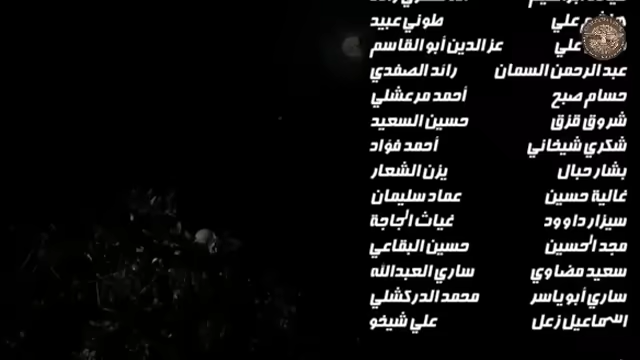 علي طوني عبيد
علي عز الدين أبو القاسم
عبد الرحمن السمان رائد الصفدي
حسام صبح أحمد مرعشلي
شروق قزق حسين السعيد
شكري شيخاني أحمد فؤاد
بشار حبال يزن الشعار
غالية حسين عماد سليمان
سيزار داوود غياث الجاجة
مجد الحسين حسين البقاعي
سعيد مضاوي ساري العبدالله
ساري أبو ياسر محمد الدركشلي
اسماعيل زعل علي شيخو